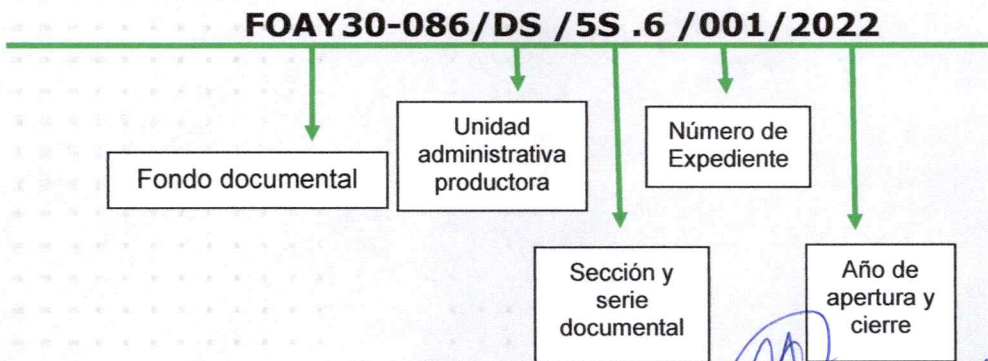 FOAY30-086/DS /5S .6 /001/2022
Fondo documental
Unidad
administrativa
productora
Sección y
serie
documental
Número de
Expediente
Año de
apertura y
cierre